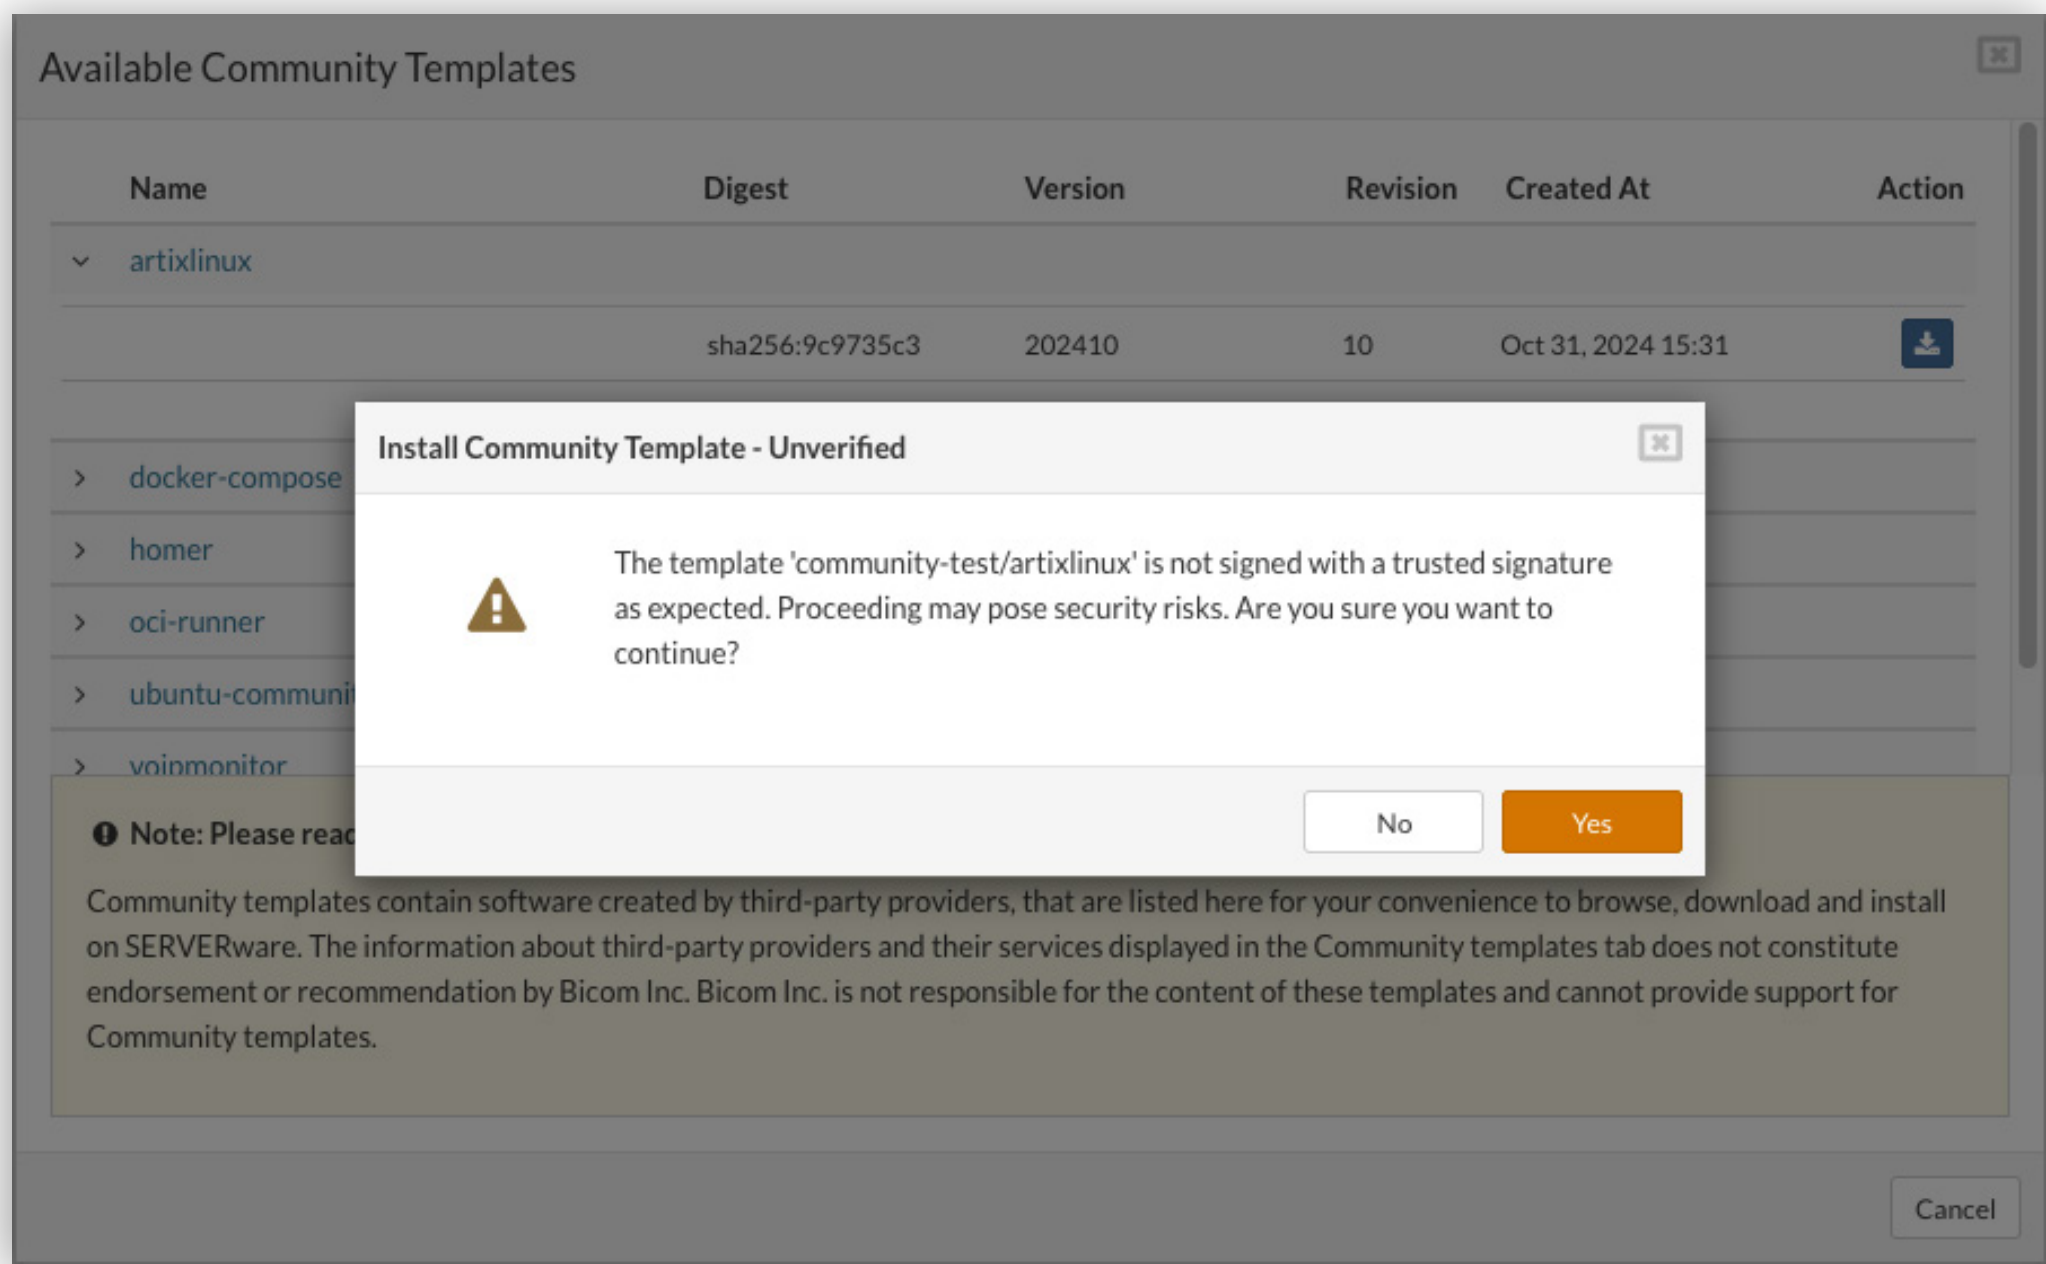 Available Community Templates
Name Digest Version Revision Created At Action
artixlinux
sha256:9c9735c3 202410 10 Oct 31, 2024 15:31
Install Community Template - Unverified
The template 'community-test/artixlinux' is not signed with a trusted signature
as expected. Proceeding may pose security risks. Are you sure you want to
continue?
No Yes
docker-compose
homer
oci-runner
ubuntu-communit
voipmonitor
Note: Please read
Community templates contain software created by third-party providers, that are listed here for your convenience to browse, download and install
on SERVERware. The information about third-party providers and their services displayed in the Community templates tab does not constitute
endorsement or recommendation by Bicom Inc. Bicom Inc. is not responsible for the content of these templates and cannot provide support for
Community templates.
Cancel